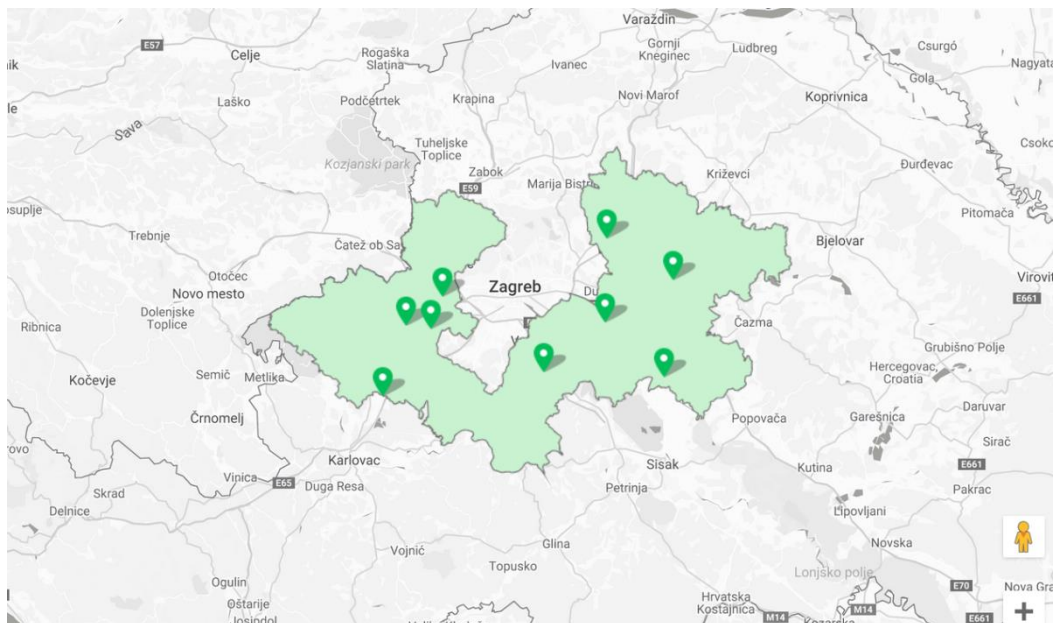 Varaždin
E57
Celje
Rogaška
Slatina
Gornji
Kneginec
Ludbreg
Csurgó
Nagyata
Ivanec
Gola
Laško
Podčetrtek
Krapina
Novi Marof
Koprivnica
Sava
Tuheljske
Toplice
Csoko
Kozjanski park
Zabok
E59
Marija Bistr
Križevci
Đurđevac
Pitomača
osuplje
Trebnje
Čatež ob Sa
Bjelovar
Otočec
Novo mesto
Zagreb
Du
Virovit
E661
Dolenjske
Toplice
Čazma
Ribnica
Grubišno Polje
Semič
Metlika
Hercegovac,
Croatia
Kočevje
Daruvar
Črnomelj
Popovača
Garešnica
Sirač
Karlovac
Sisak
Kutina
E661
Vinica
E65
Duga Resa
Petrinja
Pakrac
Skrad
Delnice
Lipovljani
Glina
Novska
Vojnić
Topusko
Lonjsko polje
Ogulin
E70
Nova Gra
Hrvatska
Kostajnica
M14
M14
E661
Oštarije
Josipdol